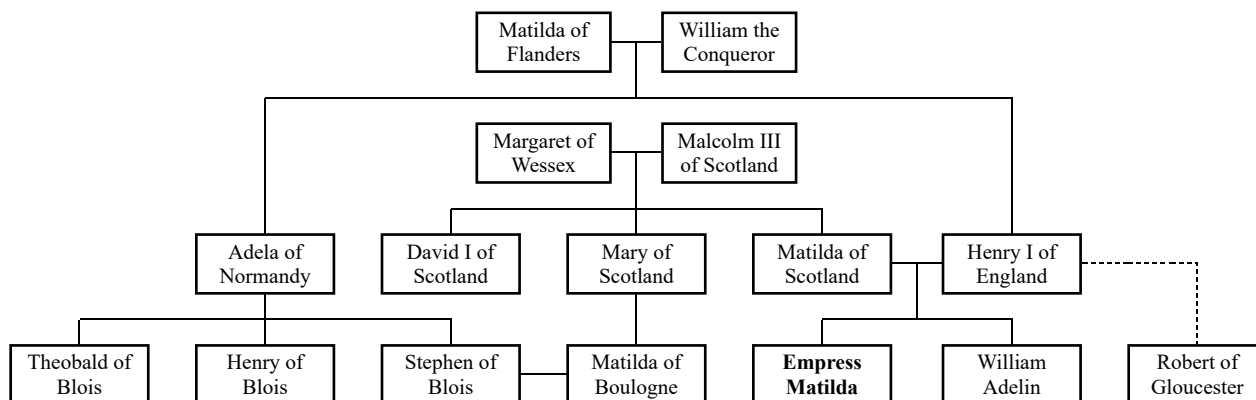 Matilda of
Flanders
William the
Conqueror
Margaret of
Wessex
Malcolm III
of Scotland
Adela of
Normandy
David I of
Scotland
Mary of
Scotland
Matilda of
Scotland
Henry I of
England
Theobald of
Blois
Henry of
Blois
Stephen of
Blois
Matilda of
Boulogne
Empress
Matilda
William
Adelin
Robert of
Gloucester